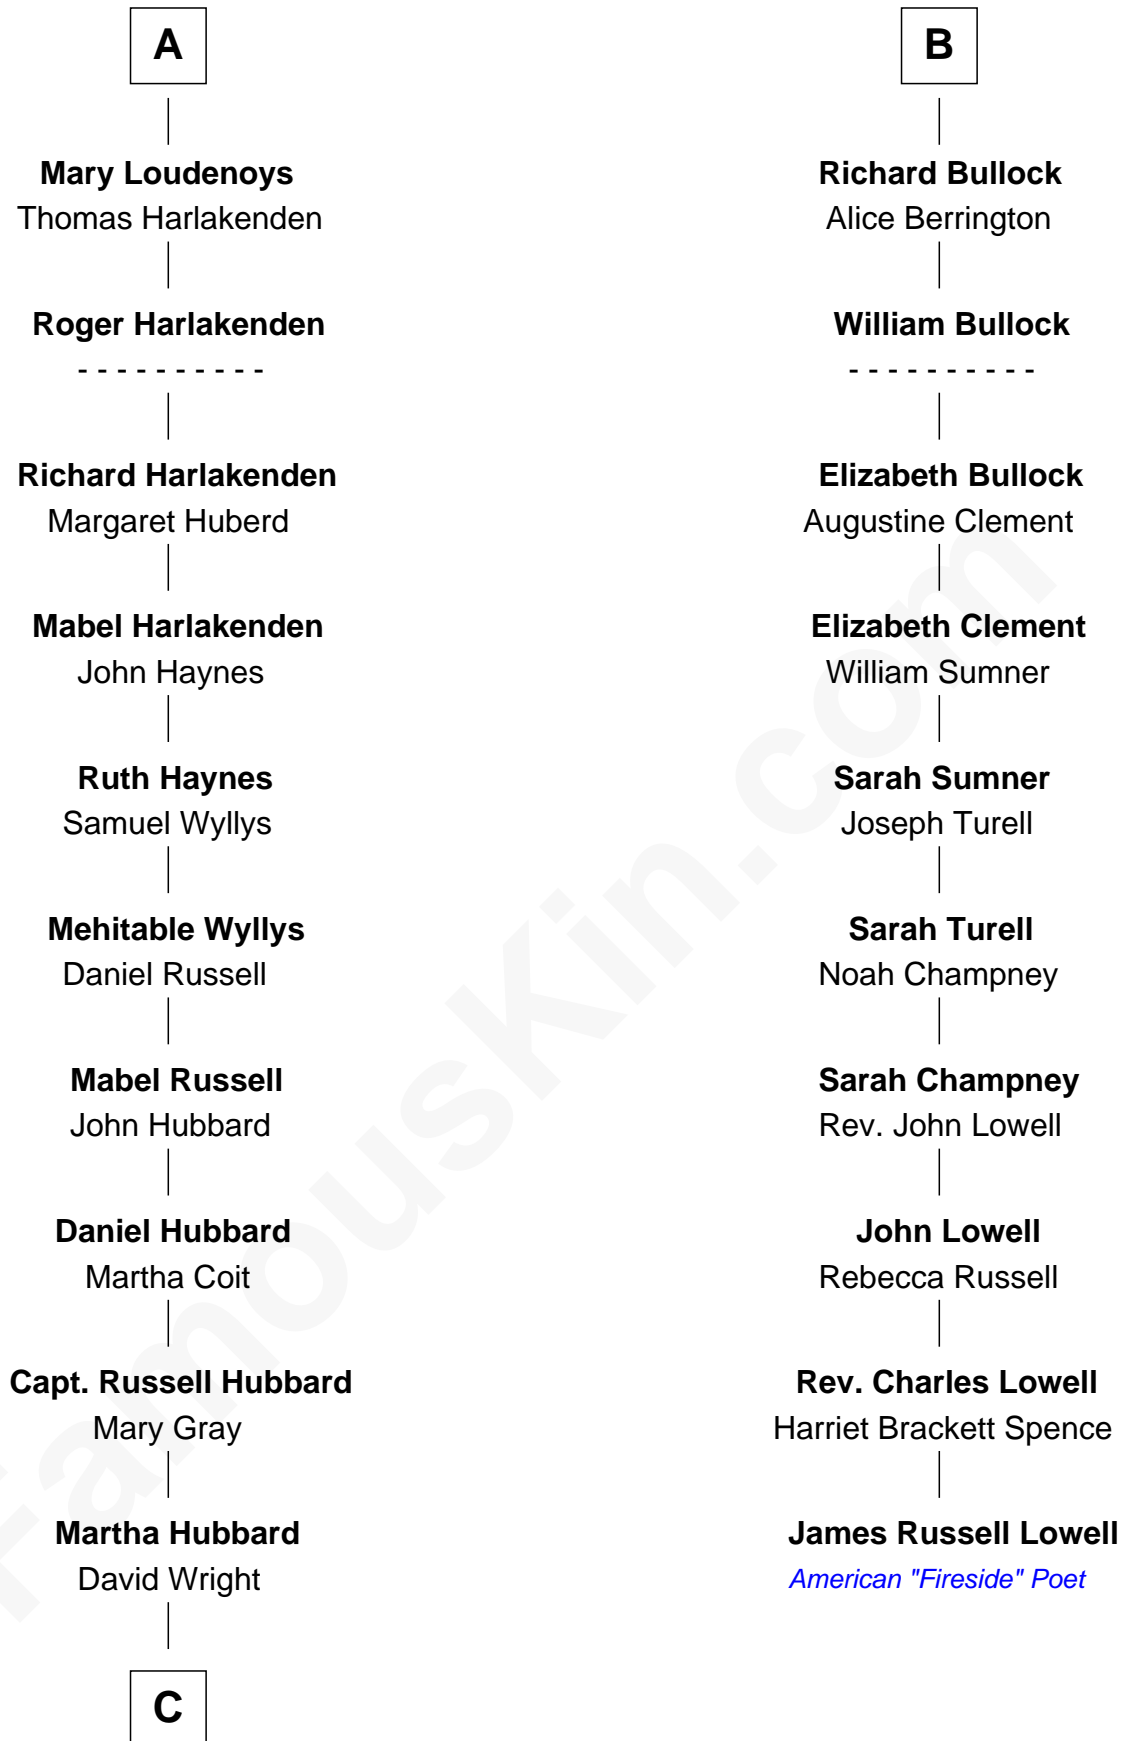 A
Mary Loudenoys
Thomas Harlakenden
Roger Harlakenden
- - - - - - - - - -
Richard Harlakenden
Margaret Huberd
Mabel Harlakenden
John Haynes
Ruth Haynes
Samuel Wyllys
Mehitable Wyllys
Daniel Russell
Mabel Russell
John Hubbard
Daniel Hubbard
Martha Coit
Capt. Russell Hubbard
Mary Gray
Martha Hubbard
David Wright
C
B
Richard Bullock
Alice Berrington
William Bullock
- - - - - - - - - -
Elizabeth Bullock
Augustine Clement
Elizabeth Clement
William Sumner
Sarah Sumner
Joseph Turell
Sarah Turell
Noah Champney
Sarah Champney
Rev. John Lowell
John Lowell
Rebecca Russell
Rev. Charles Lowell
Harriet Brackett Spence
James Russell Lowell
American "Fireside" Poet
FamousKin.com